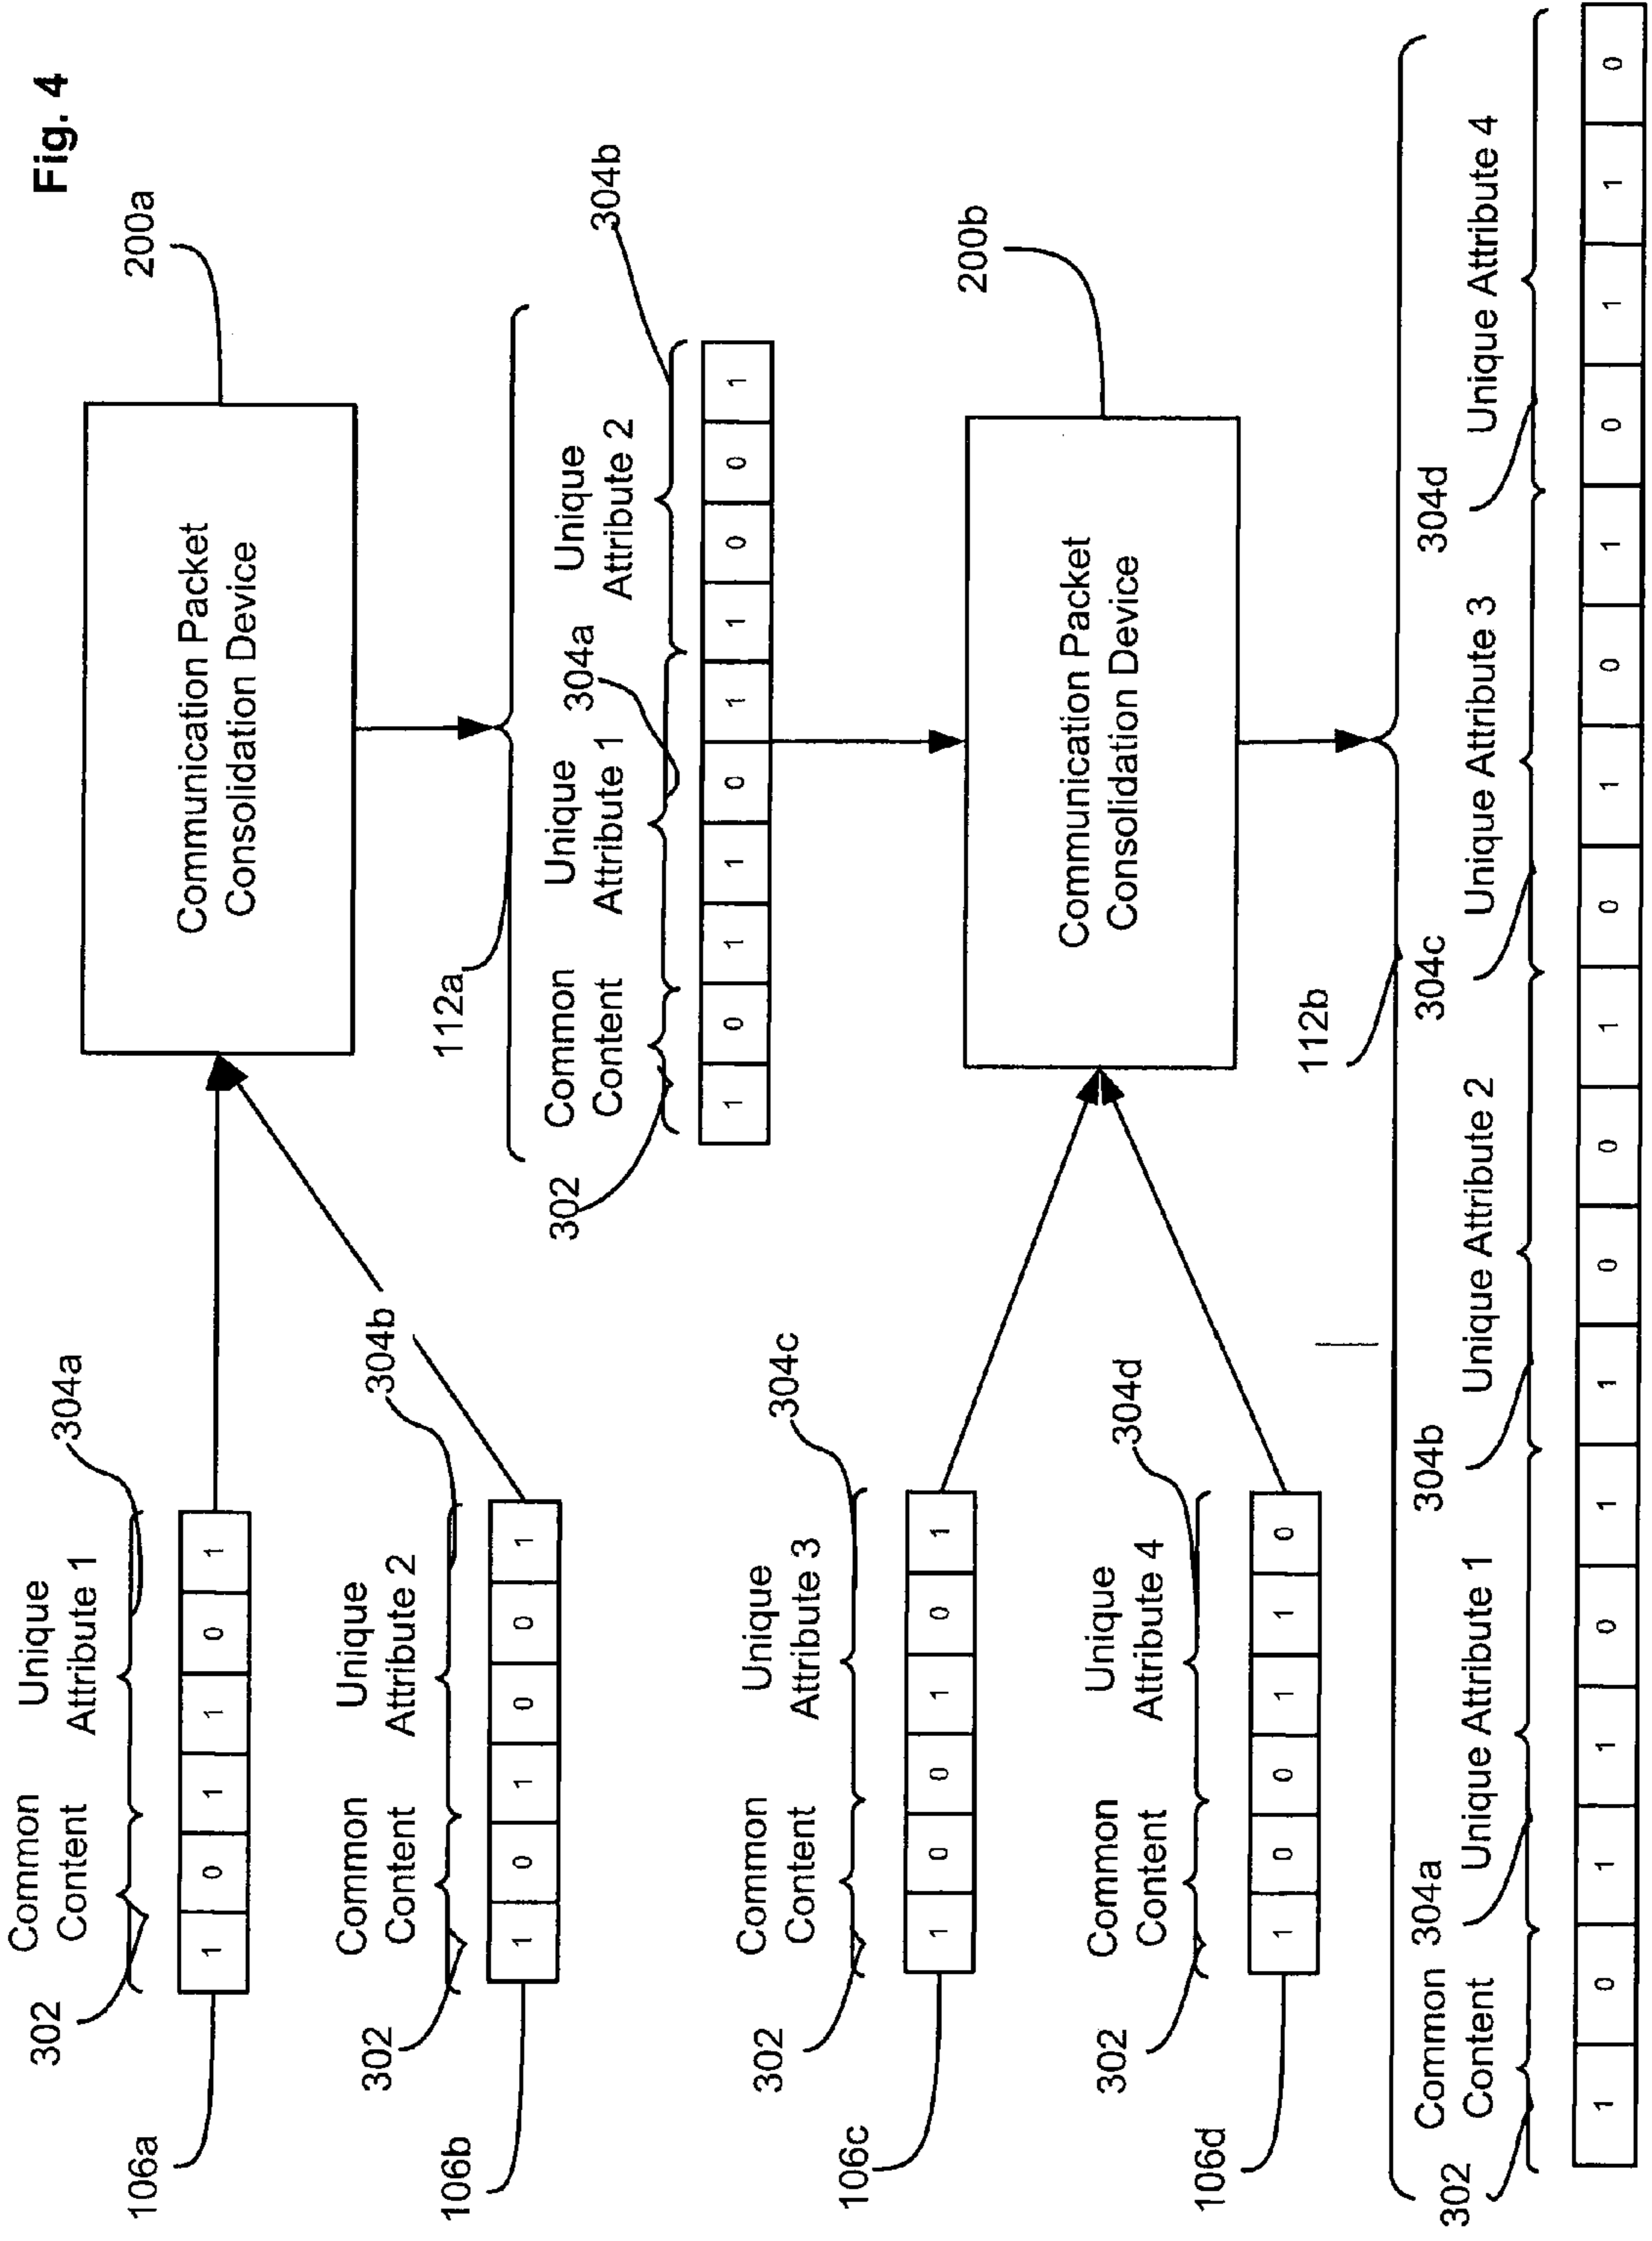 Fig. 4
Common
Content
Unique
Attribute 1
302
304a
106a
1 0 1 1 0 1
Communication Packet
Consolidation Device
200a
Common
Content
Unique
Attribute 2
302
304b
106b
1 0 1 0 0 1
112a
302
Common
Content
Unique
Attribute 1
304a
Unique
Attribute 2
304b
1 0 1 1 0 1 1 0 0 1
Common
Content
Unique
Attribute 3
302
304c
106c
1 0 0 1 0 1
Communication Packet
Consolidation Device
200b
Common
Content
Unique
Attribute 4
302
304d
106d
1 0 0 1 1 0
112b
302
Common
Content
304a
Unique Attribute 1
304b
Unique Attribute 2
304c
Unique Attribute 3
304d
Unique Attribute 4
1 0 1 1 0 1 1 0 0 1 0 1 0 1 0 1 1 0